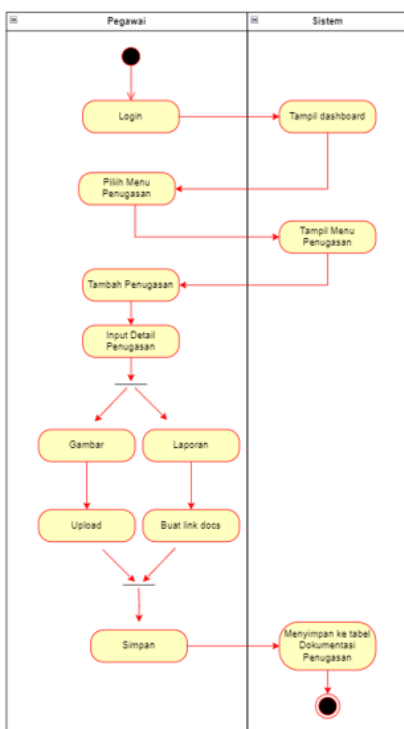 Pegawai
Sistem
Login
Tampil dashboard
Pilih Menu
Penugasan
Tampil Menu
Penugasan
Tambah Penugasan
Input Detail
Penugasan
Gambar
Laporan
Upload
Buat link docs
Simpan
Menyimpan ke tabel
Dokumentasi
Penugasan